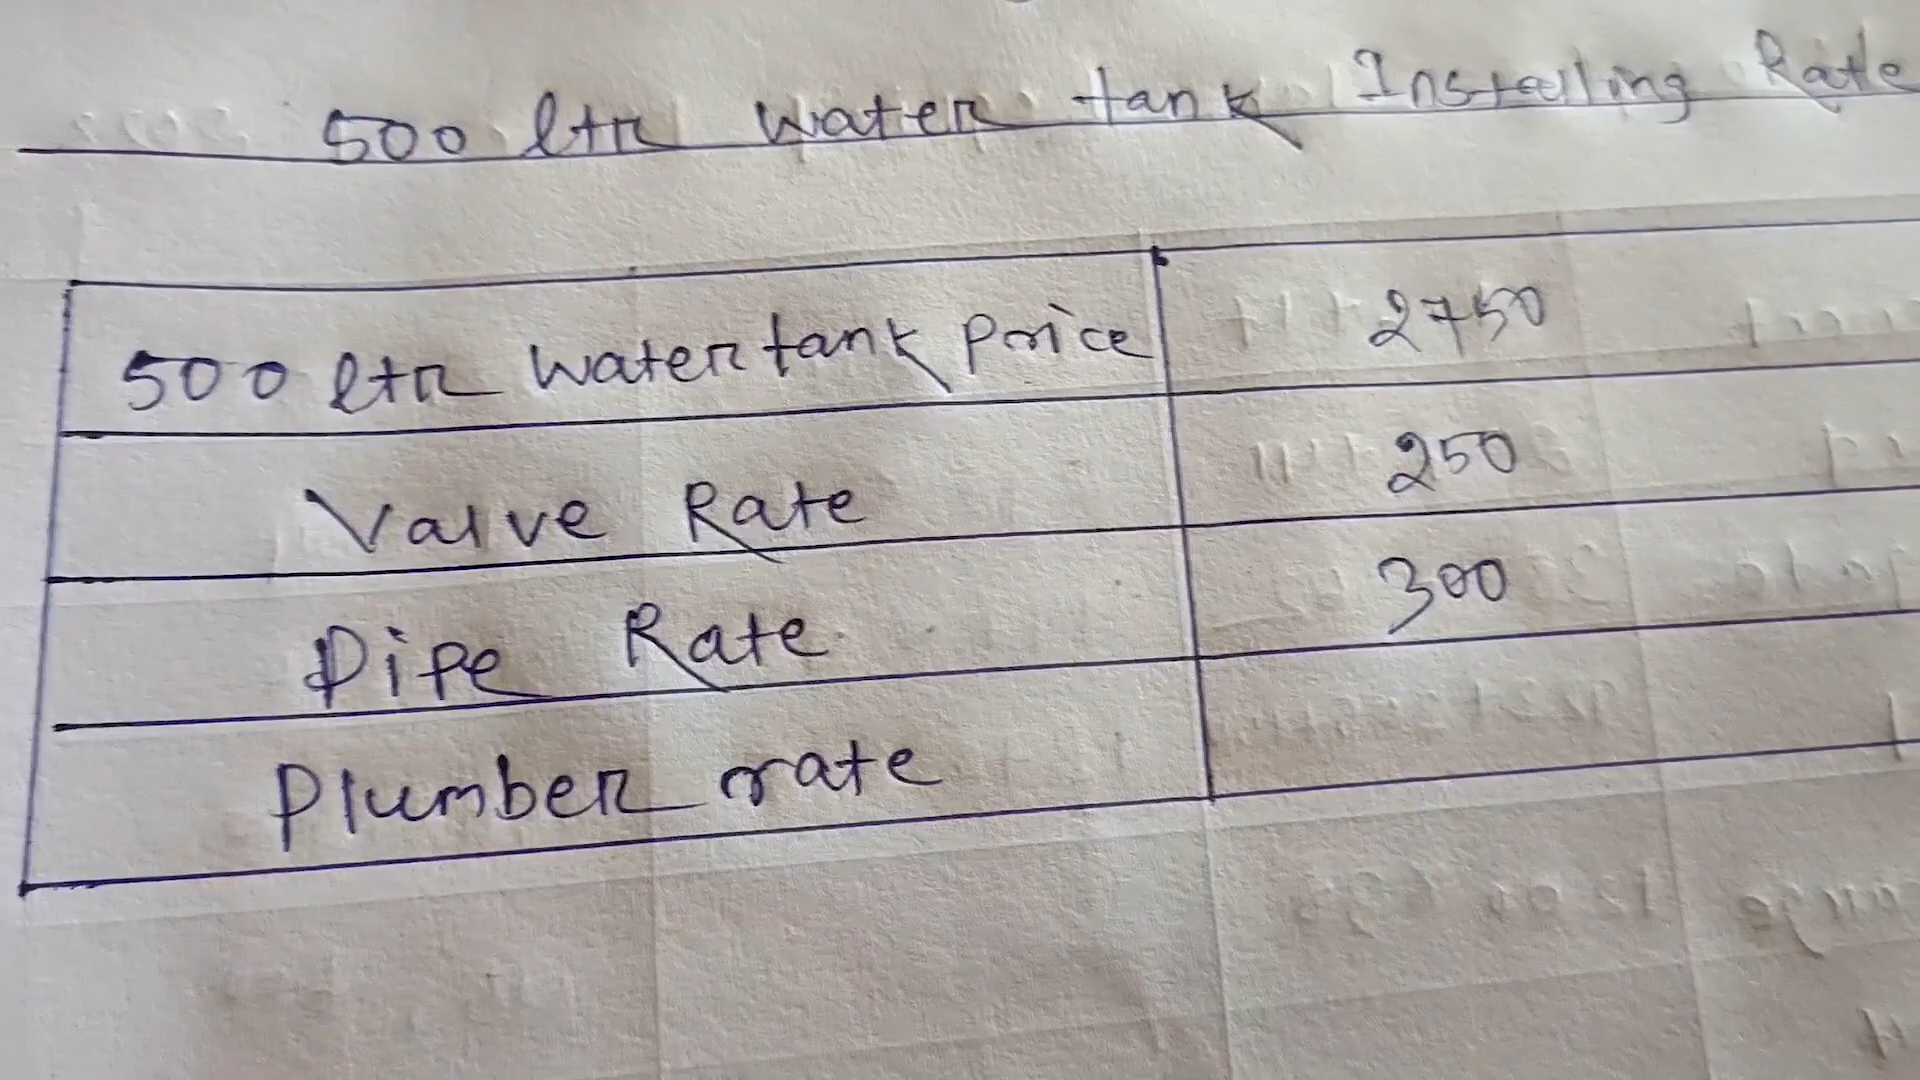 500 ltr water tank Installing Rate
500 ltr water tank price 2750
Valve Rate 250
Pipe Rate 300
Plumber rate